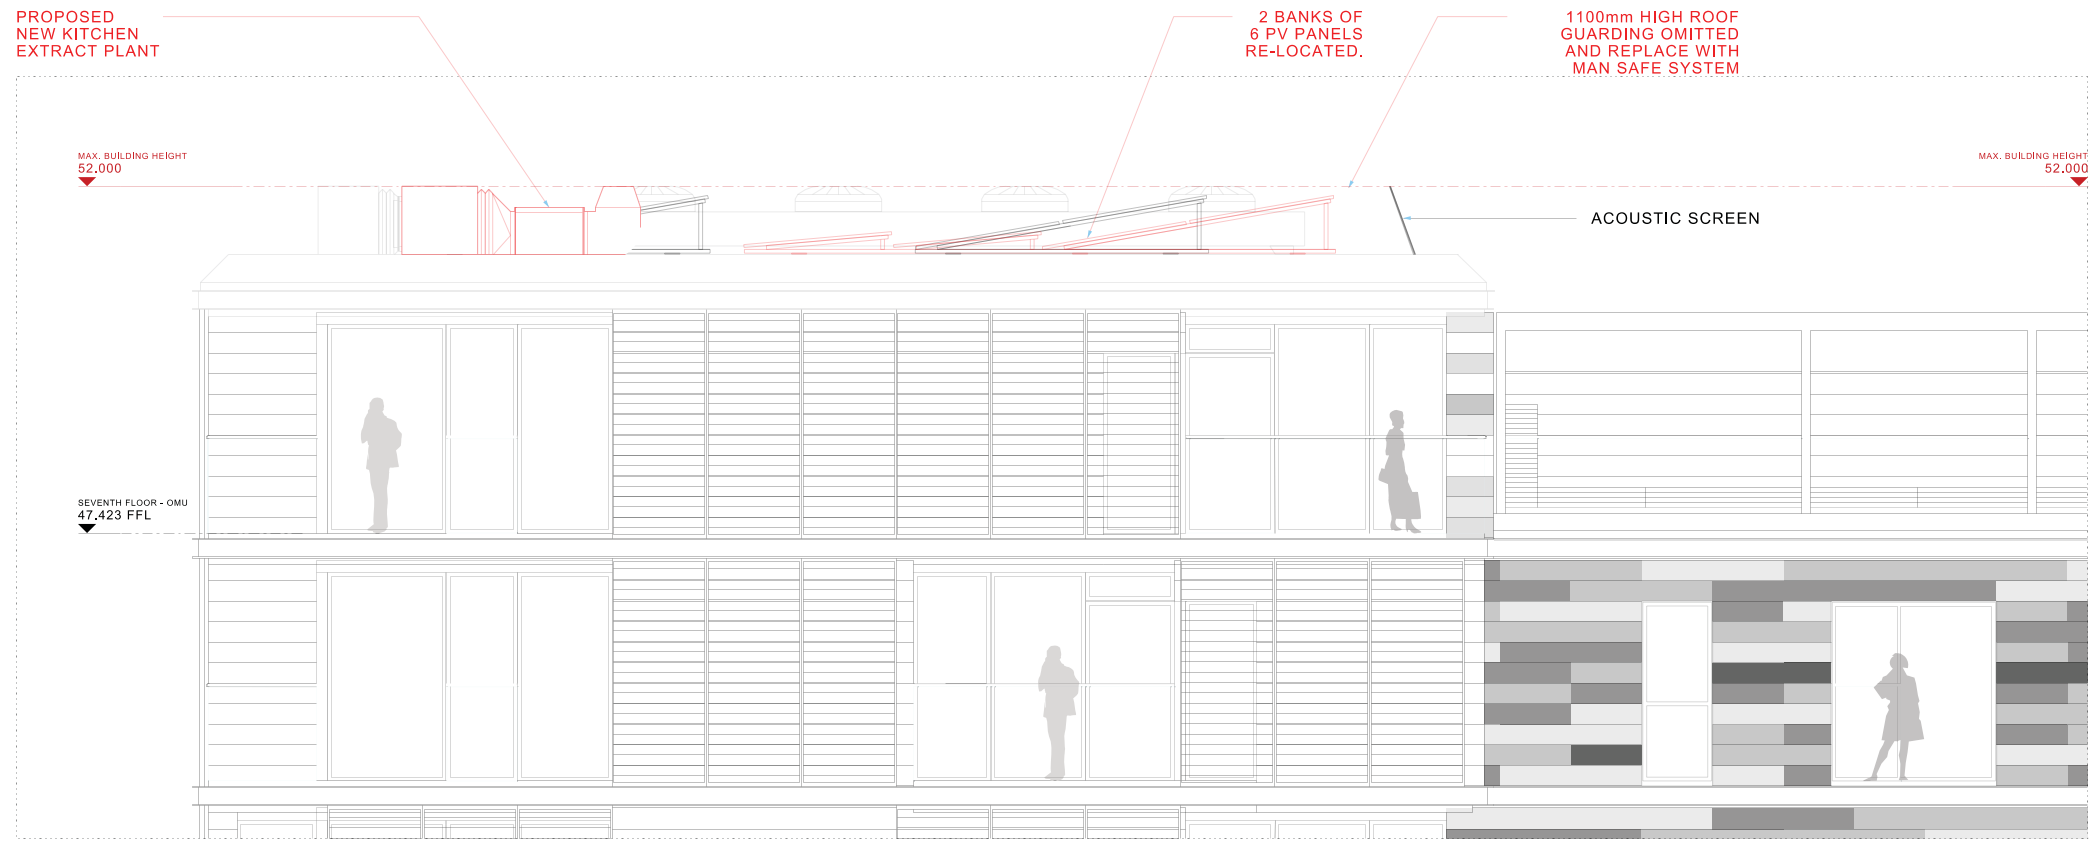 PROPOSED
NEW KITCHEN
EXTRACT PLANT
2 BANKS OF
6 PV PANELS
RE-LOCATED.
1100mm HIGH ROOF
GUARDING OMITTED
AND REPLACE WITH
MAN SAFE SYSTEM
MAX. BUILDING HEIGHT
52.000
MAX. BUILDING HEIGHT
52.000
ACOUSTIC SCREEN
SEVENTH FLOOR - OMU
47.423 FFL